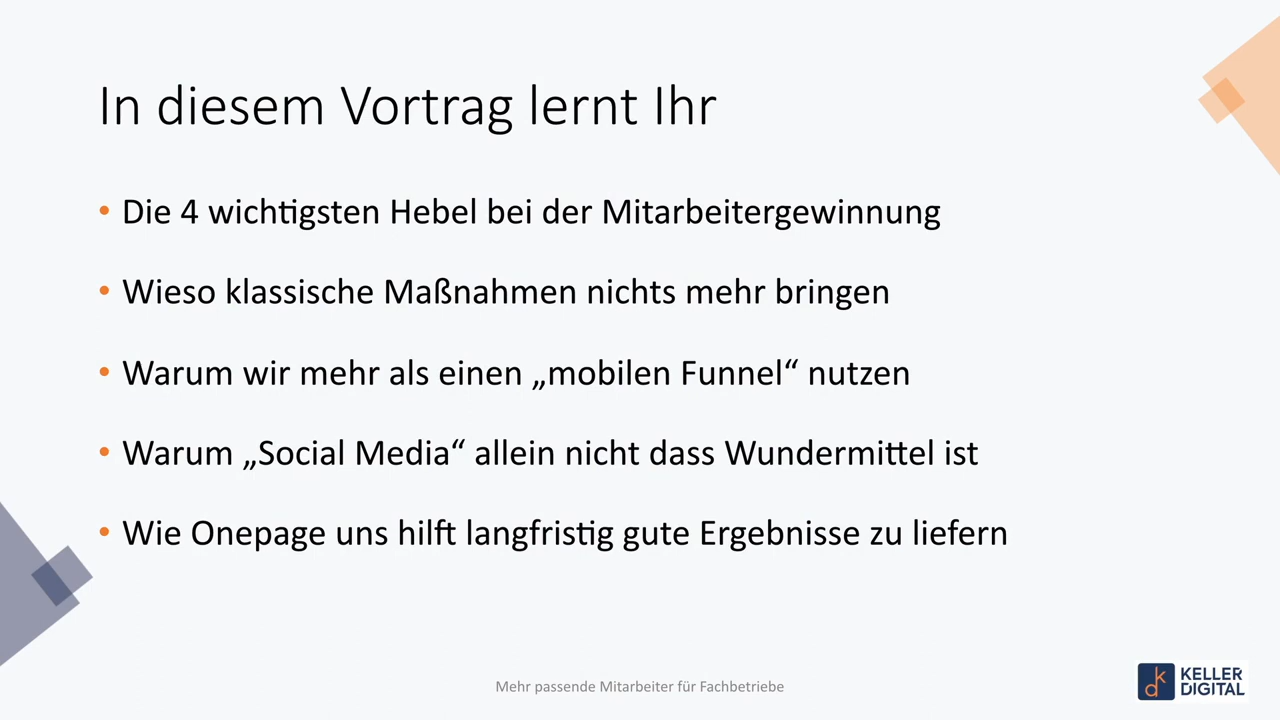 In diesem Vortrag lernt Ihr
• Die 4 wichtigsten Hebel bei der Mitarbeitergewinnung
• Wieso klassische Maßnahmen nichts mehr bringen
• Warum wir mehr als einen „mobilen Funnel“ nutzen
• Warum „Social Media“ allein nicht dass Wundermittel ist
• Wie Onepage uns hilft langfristig gute Ergebnisse zu liefern
Mehr passende Mitarbeiter für Fachbetriebe
dk
KELLER
DIGITAL